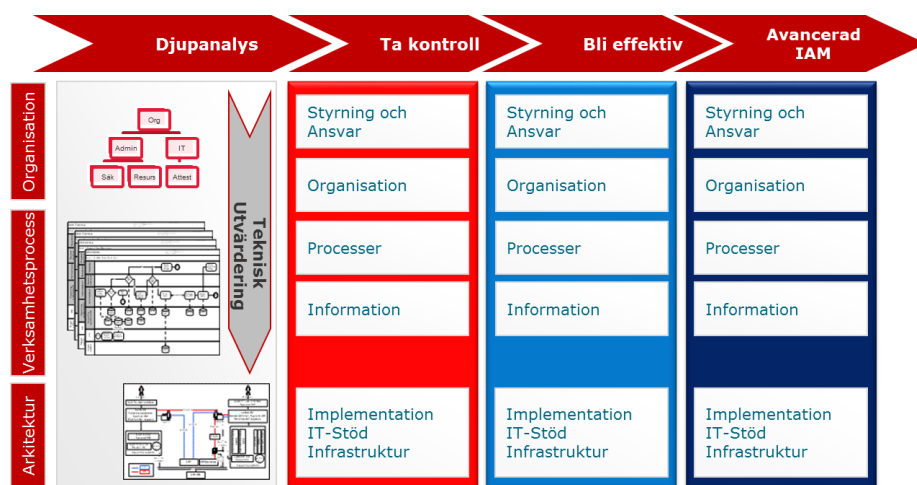 Djupanalys
Ta kontroll
Bli effektiv
Avancerad
IAM
Organisation
Verksamhetsprocess
Arkitektur
Org
Admin
IT
Säk
Resurs
Attest
Teknisk
Utvärdering
Styrning och
Ansvar
Organisation
Processer
Information
Implementation
IT-Stöd
Infrastruktur
Styrning och
Ansvar
Organisation
Processer
Information
Implementation
IT-Stöd
Infrastruktur
Styrning och
Ansvar
Organisation
Processer
Information
Implementation
IT-Stöd
Infrastruktur